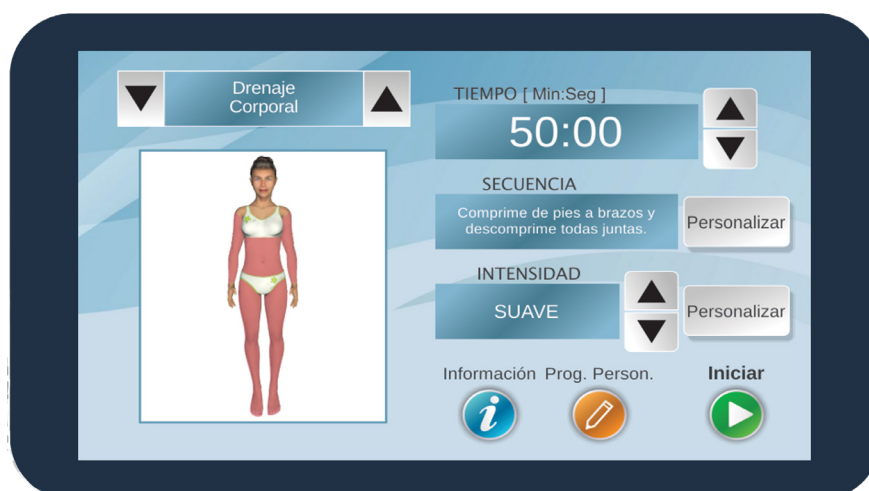 Drenaje
Corporal
TIEMPO [ Min:Seg ]
50:00
SECUENCIA
Comprime de pies a brazos y
descomprime todas juntas.
Personalizar
INTENSIDAD
SUAVE
Personalizar
Información
Prog. Person.
Iniciar